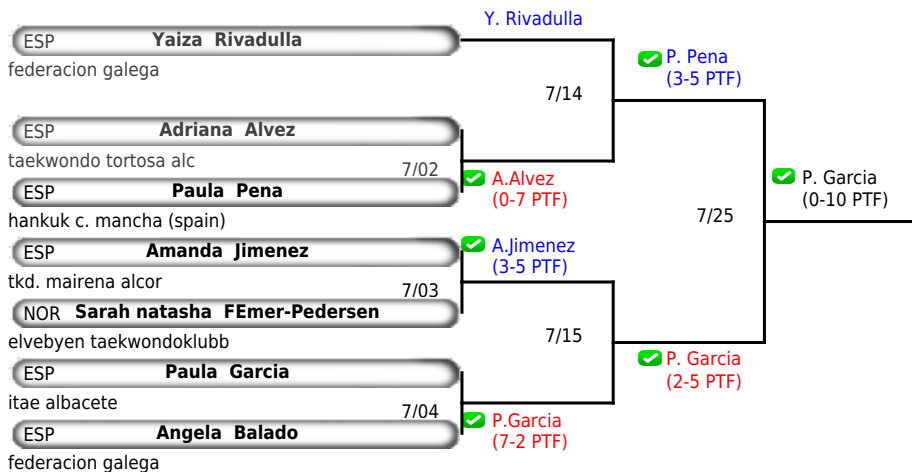 Y. Rivadulla
ESP Yaiza Rivadulla
federacion galega
P. Pena
(3-5 PTF)
7/14
ESP Adriana Alvez
taekwondo tortosa alc
7/02
ESP Paula Pena
A.Alvez
(0-7 PTF)
hankuk c. mancha (spain)
P. Garcia
(0-10 PTF)
7/25
ESP Amanda Jimenez
A.Jimenez
(3-5 PTF)
tkd. mairena alcor
7/03
NOR Sarah natasha FEmer-Pedersen
elvebyen taekwondoklubb
7/15
P. Garcia
(2-5 PTF)
ESP Paula Garcia
itae albacete
7/04
ESP Angela Balado
P.Garcia
(7-2 PTF)
federacion galega